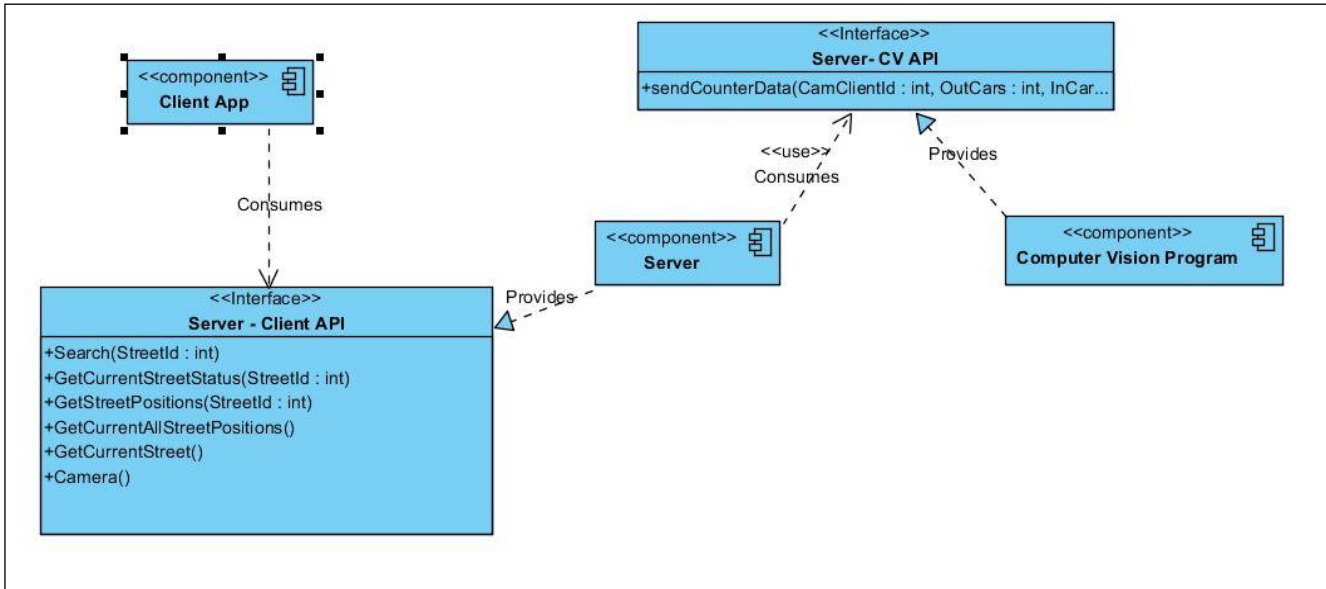 <<component>>
Client App
Consumes
<<Interface>>
Server - Client API
+Search(StreetId : int)
+GetCurrentStreetStatus(StreetId : int)
+GetStreetPositions(StreetId : int)
+GetCurrentAllStreetPositions()
+GetCurrentStreet()
+Camera()
Provides
<<component>>
Server
<<use>>
Consumes
<<Interface>>
Server- CV API
+sendCounterData(CamClientId : int, OutCars : int, InCar...
Provides
<<component>>
Computer Vision Program